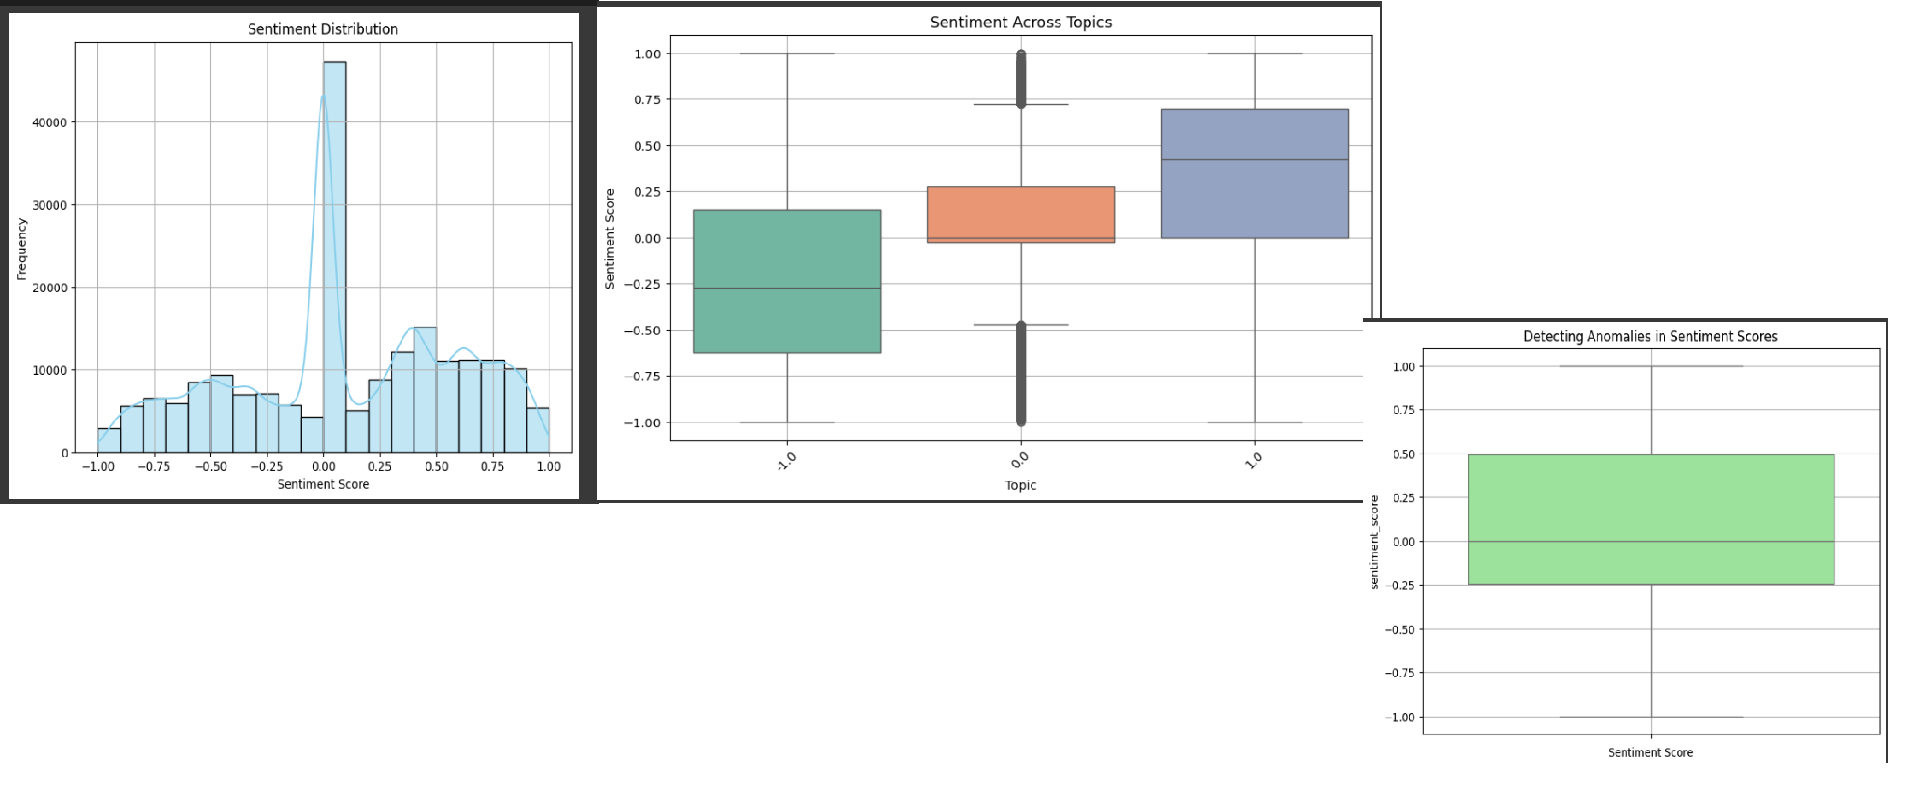 Sentiment Distribution
Frequency
40000
30000
20000
10000
0
−1.00 −0.75 −0.50 −0.25 0.00 0.25 0.50 0.75 1.00
Sentiment Score
Sentiment Across Topics
Sentiment Score
1.00
0.75
0.50
0.25
0.00
−0.25
−0.50
−0.75
−1.00
-1.0 0.0 1.0
Topic
Detecting Anomalies in Sentiment Scores
sentiment_score
1.00
0.75
0.50
0.25
0.00
−0.25
−0.50
−0.75
−1.00
Sentiment Score